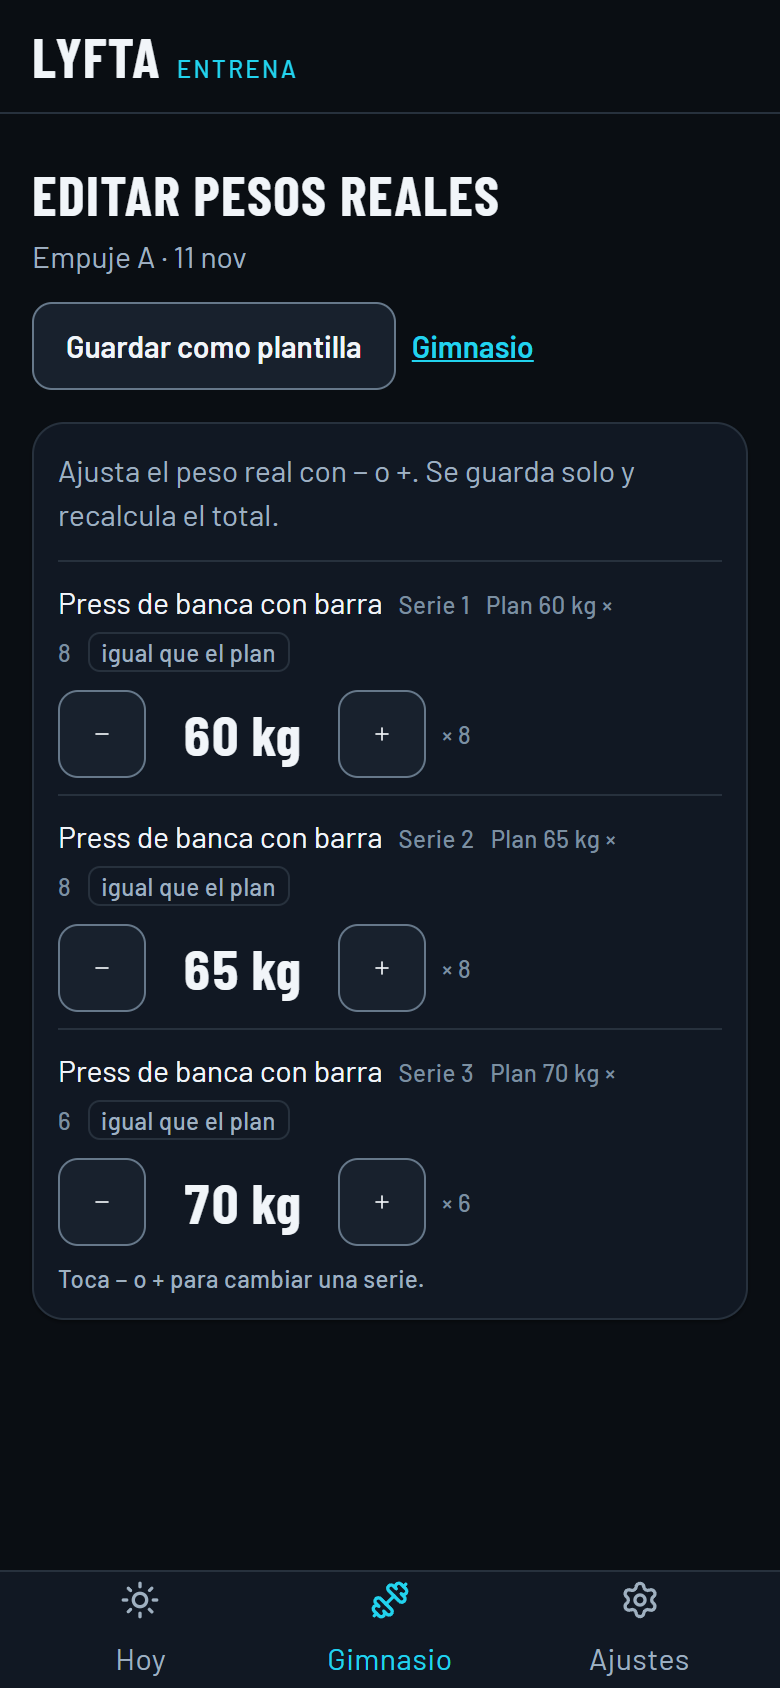 LYFTA ENTRENA
EDITAR PESOS REALES
Empuje A · 11 nov
Guardar como plantilla Gimnasio
Ajusta el peso real con − o +. Se guarda solo y
recalcula el total.
Press de banca con barra Serie 1 Plan 60 kg ×
8 igual que el plan
− 60 kg + × 8
Press de banca con barra Serie 2 Plan 65 kg ×
8 igual que el plan
− 65 kg + × 8
Press de banca con barra Serie 3 Plan 70 kg ×
6 igual que el plan
− 70 kg + × 6
Toca − o + para cambiar una serie.
Hoy Gimnasio Ajustes